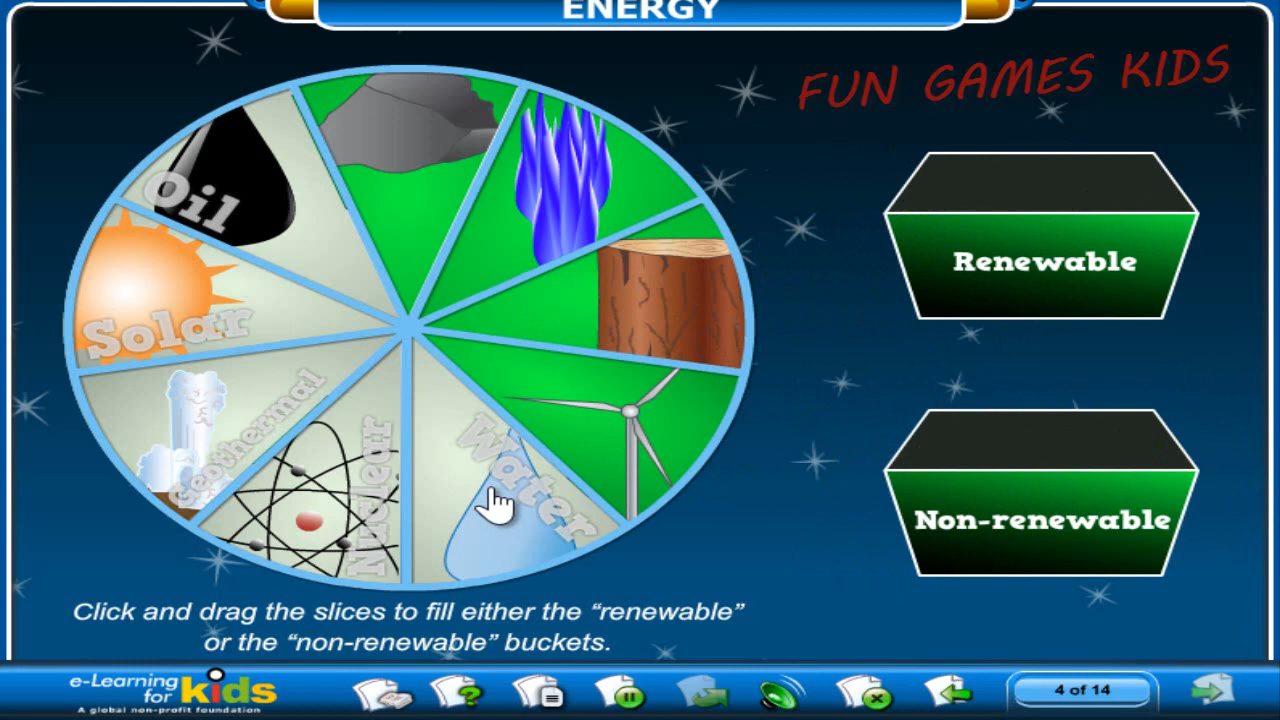 ENERGY
FUN GAMES KIDS
Oil
Solar
Geothermal
Nuclear
Water
Renewable
Non-renewable
Click and drag the slices to fill either the “renewable”
or the “non-renewable” buckets.
e-Learning
for kids
A global non-profit foundation
4 of 14